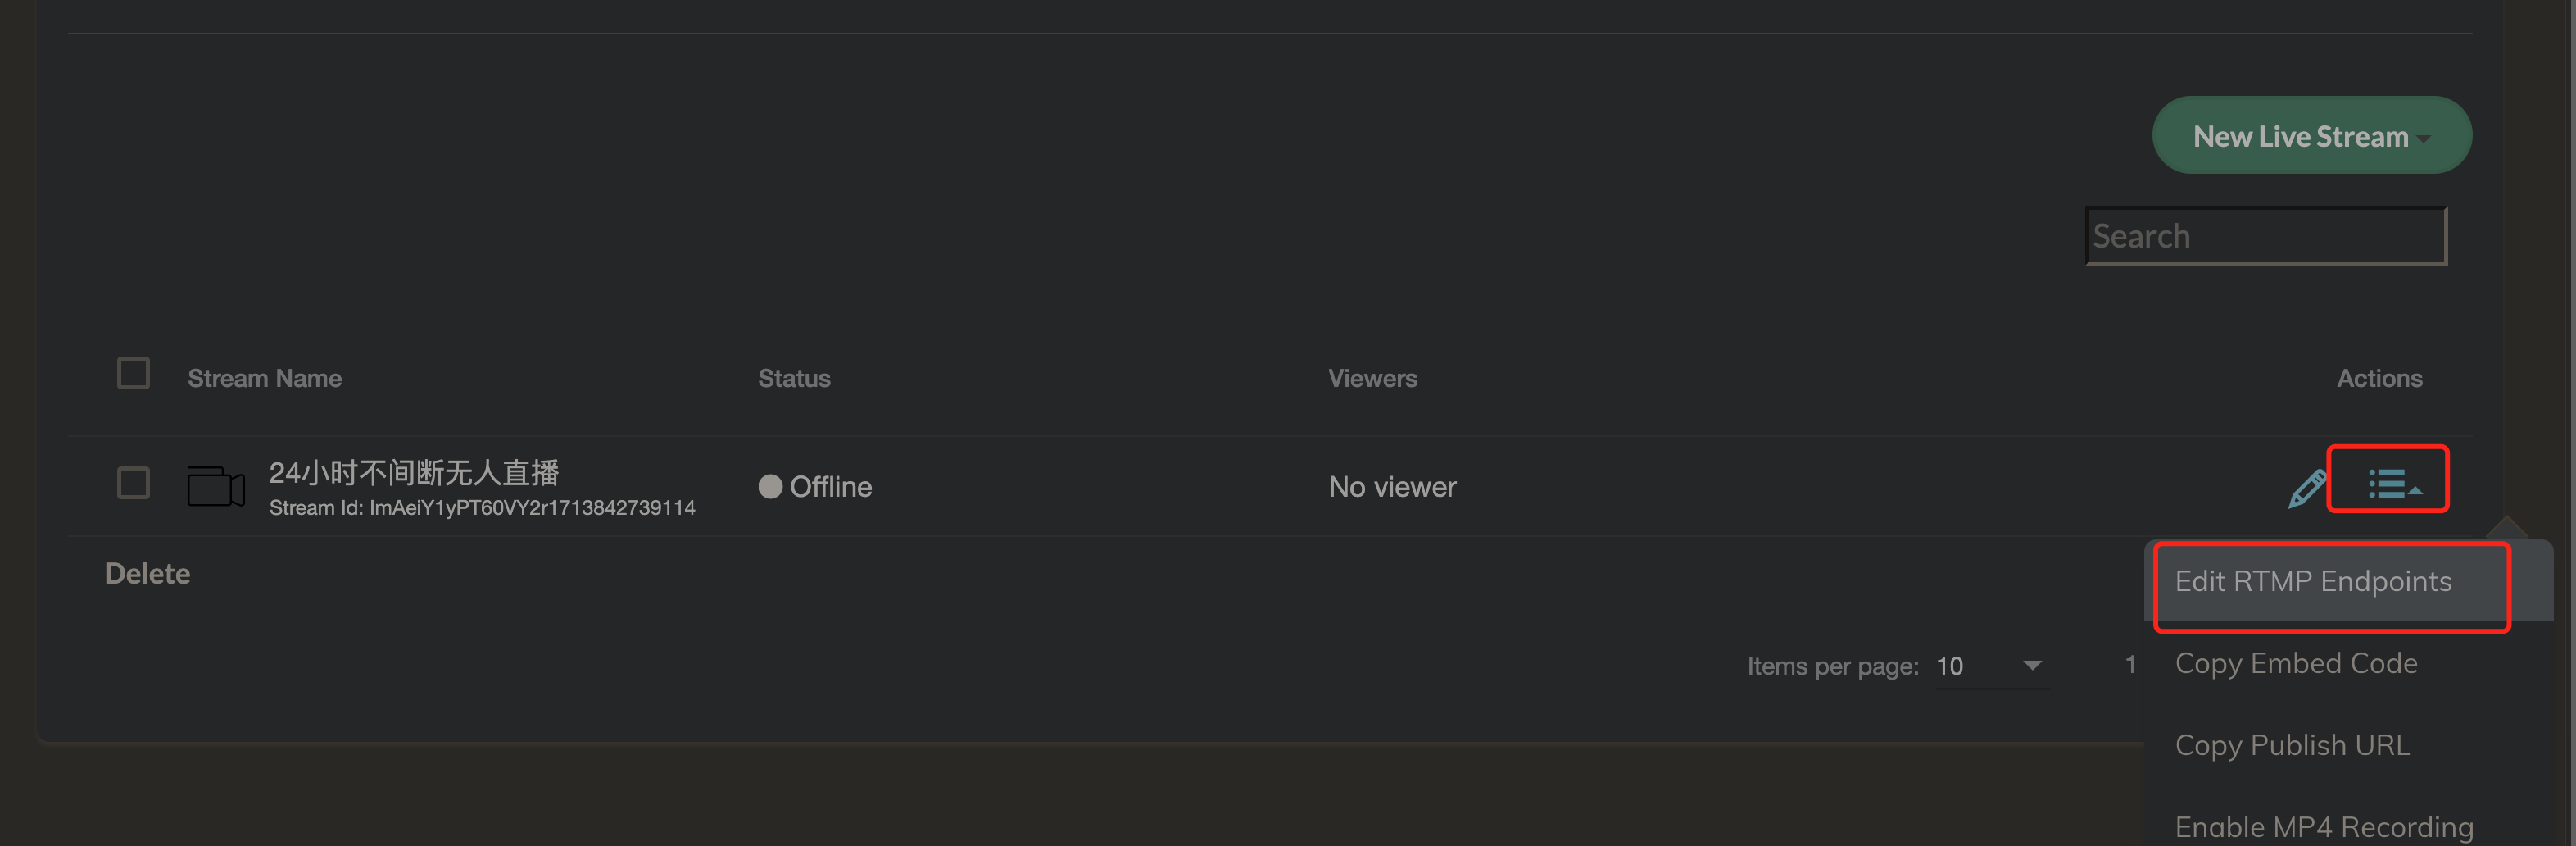 New Live Stream
Search
Stream Name
Status
Viewers
Actions
24小时不间断无人直播
Stream Id: ImAeiY1yPT60VY2r1713842739114
Offline
No viewer
Delete
Edit RTMP Endpoints
Items per page: 10
1
Copy Embed Code
Copy Publish URL
Enable MP4 Recording